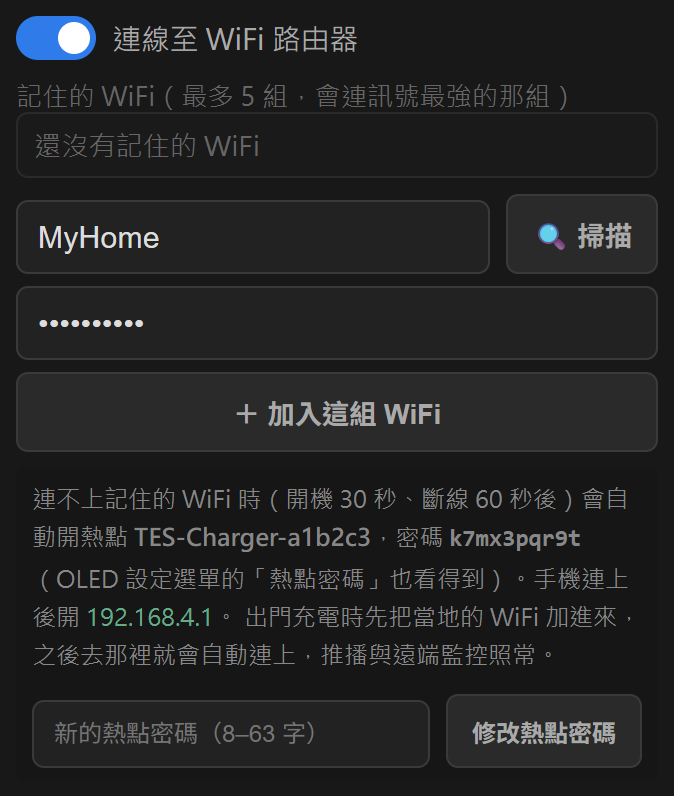 連線至 WiFi 路由器
記住的 WiFi（最多 5 組，會連訊號最強的那組）
還沒有記住的 WiFi
MyHome
🔍 掃描
••••••••••
＋ 加入這組 WiFi
連不上記住的 WiFi 時（開機 30 秒、斷線 60 秒後）會自
動開熱點 TES-Charger-a1b2c3，密碼 k7mx3pqr9t
（OLED 設定選單的「熱點密碼」也看得到）。手機連上
後開 192.168.4.1。 出門充電時先把當地的 WiFi 加進來，
之後去那裡就會自動連上，推播與遠端監控照常。
新的熱點密碼（8–63 字）
修改熱點密碼